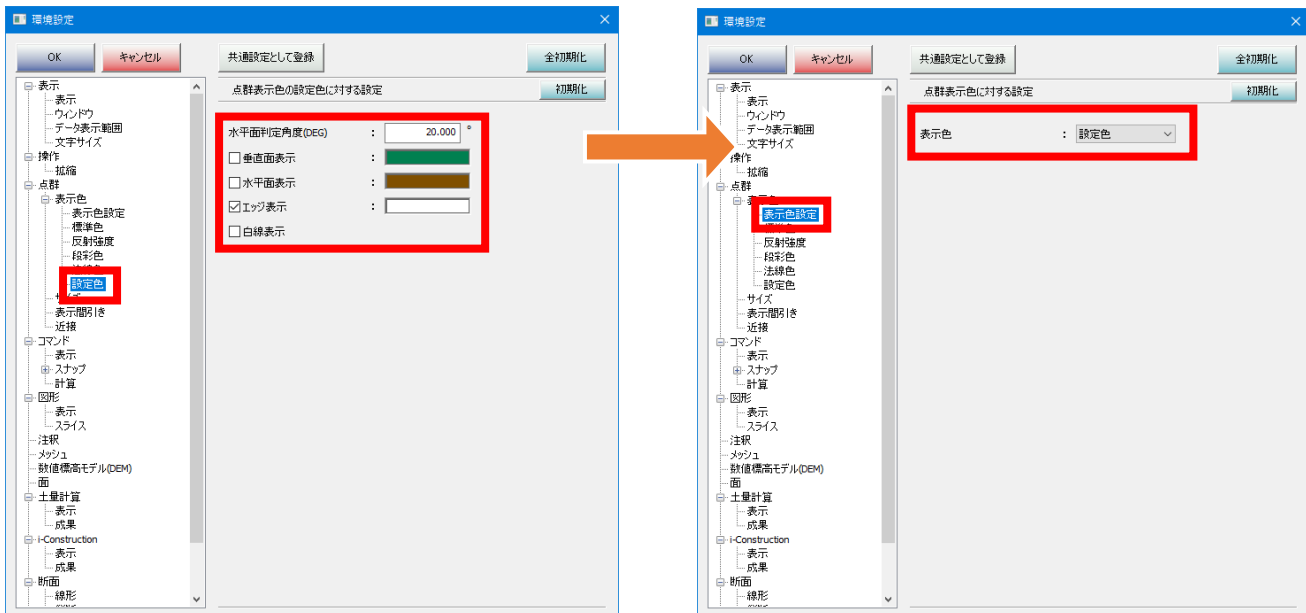 環境設定
OK
キャンセル
共通設定として登録
全初期化
表示
表示
ウィンドウ
データ表示範囲
文字サイズ
操作
拡縮
点群
表示色
表示色設定
標準色
反射強度
段彩色
設定色
表示間引き
近接
コマンド
表示
スナップ
計算
図形
表示
スライス
注釈
メッシュ
数値標高モデル(DEM)
面
土量計算
表示
成果
i-Construction
表示
成果
断面
線形
点群表示色の設定色に対する設定
初期化
水平面判定角度(DEG) : 20.000 °
垂直面表示 :
水平面表示 :
エッジ表示 :
白線表示
環境設定
OK
キャンセル
共通設定として登録
全初期化
表示
表示
ウィンドウ
データ表示範囲
文字サイズ
操作
拡縮
点群
表示色設定
反射強度
段彩色
法線色
設定色
サイズ
表示間引き
近接
コマンド
表示
スナップ
計算
図形
表示
スライス
注釈
メッシュ
数値標高モデル(DEM)
面
土量計算
表示
成果
i-Construction
表示
成果
断面
線形
点群表示色に対する設定
初期化
表示色 : 設定色